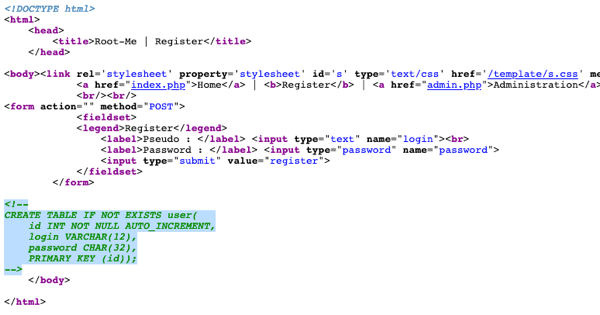 <!DOCTYPE html>
<html>
<head>
<title>Root-Me | Register</title>
</head>
<body><link rel='stylesheet' property='stylesheet' id='s' type='text/css' href='/template/s.css' me
<a href="index.php">Home</a> | <b>Register</b> | <a href="admin.php">Administration</a>
<br/><br/>
<form action="" method="POST">
<fieldset>
<legend>Register</legend>
<label>Pseudo : </label> <input type="text" name="login"><br>
<label>Password : </label> <input type="password" name="password">
<input type="submit" value="register">
</fieldset>
</form>
<!--
CREATE TABLE IF NOT EXISTS user(
id INT NOT NULL AUTO_INCREMENT,
login VARCHAR(12),
password CHAR(32),
PRIMARY KEY (id));
-->
</body>
</html>